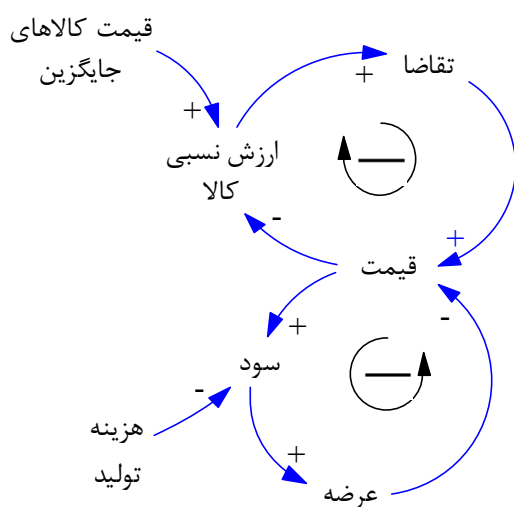 قیمت کالاهای
جایگزین
تقاضا
+
+
ارزش نسبی
کالا
-
+
قیمت
+
-
سود
-
هزینه
تولید
+
عرضه